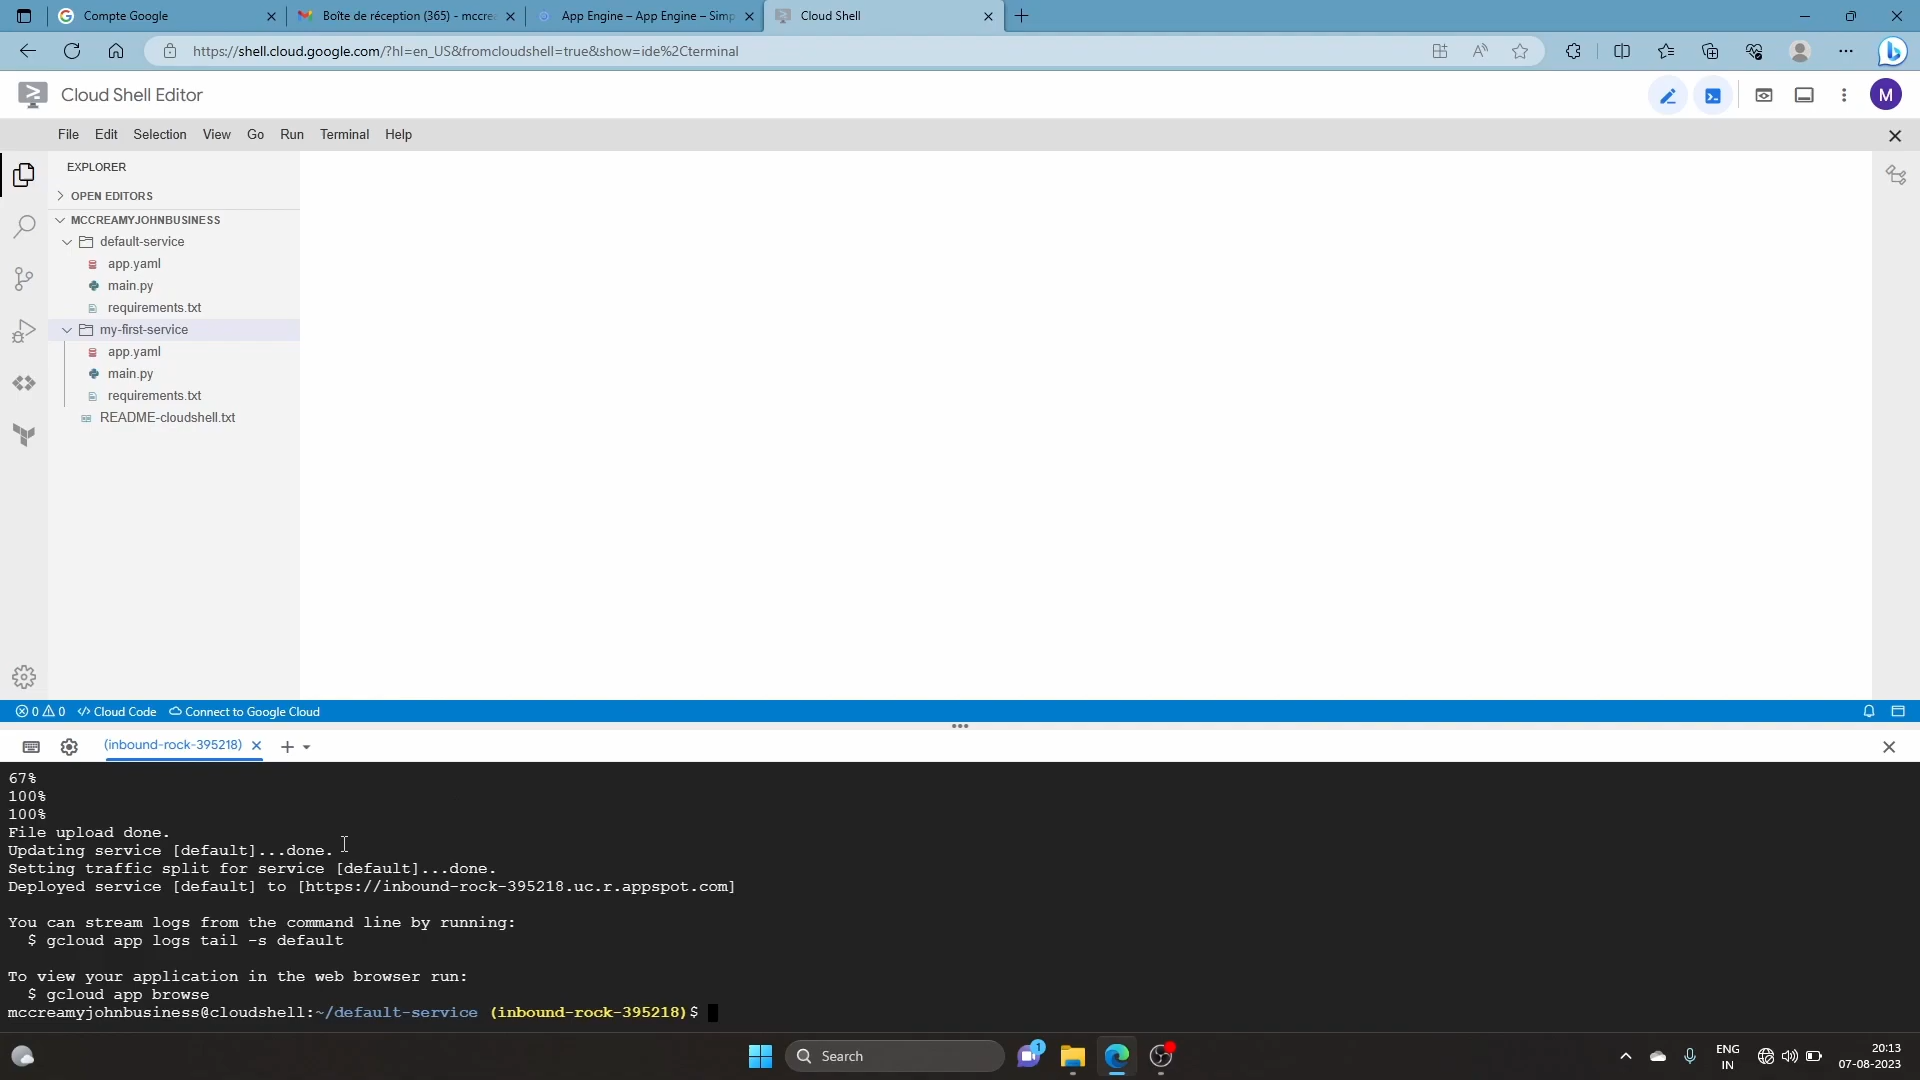 Compte Google
Boîte de réception (365) - mccrea
App Engine – App Engine – Simp
Cloud Shell
https://shell.cloud.google.com/?hl=en_US&fromcloudshell=true&show=ide%2Cterminal
Cloud Shell Editor
M
File Edit Selection View Go Run Terminal Help
EXPLORER
OPEN EDITORS
MCCREAMYJOHNBUSINESS
default-service
app.yaml
main.py
requirements.txt
my-first-service
app.yaml
main.py
requirements.txt
README-cloudshell.txt
0 0 Cloud Code Connect to Google Cloud
(inbound-rock-395218)
67%
100%
100%
File upload done.
Updating service [default]...done.
Setting traffic split for service [default]...done.
Deployed service [default] to [https://inbound-rock-395218.uc.r.appspot.com]
You can stream logs from the command line by running:
$ gcloud app logs tail -s default
To view your application in the web browser run:
$ gcloud app browse
mccreamyjohnbusiness@cloudshell:~/default-service (inbound-rock-395218)$
Search
1
ENG
IN
20:13
07-08-2023